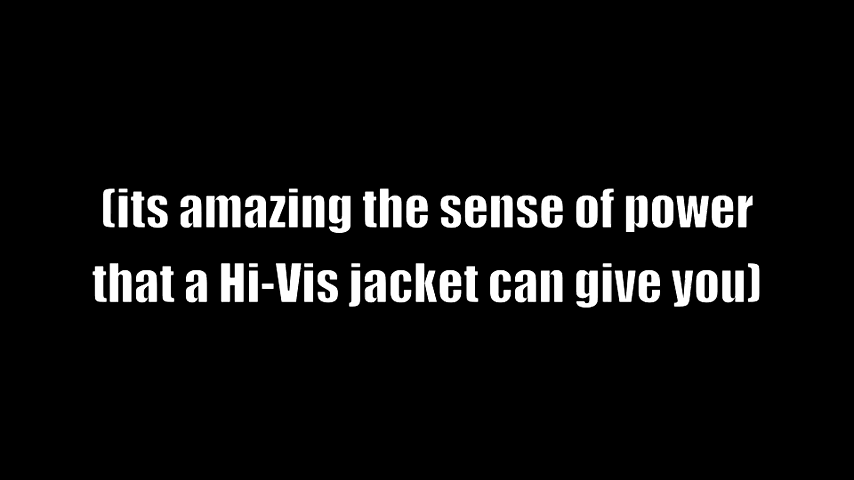 (its amazing the sense of power
that a Hi-Vis jacket can give you)